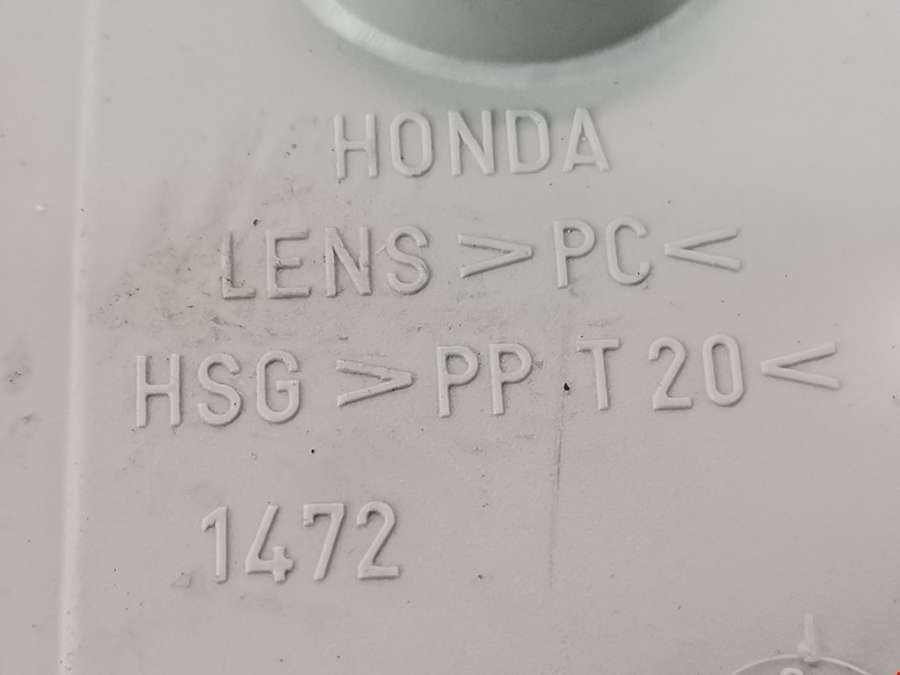 HONDA
LENS >PC<
HSG >PP T20<
1472